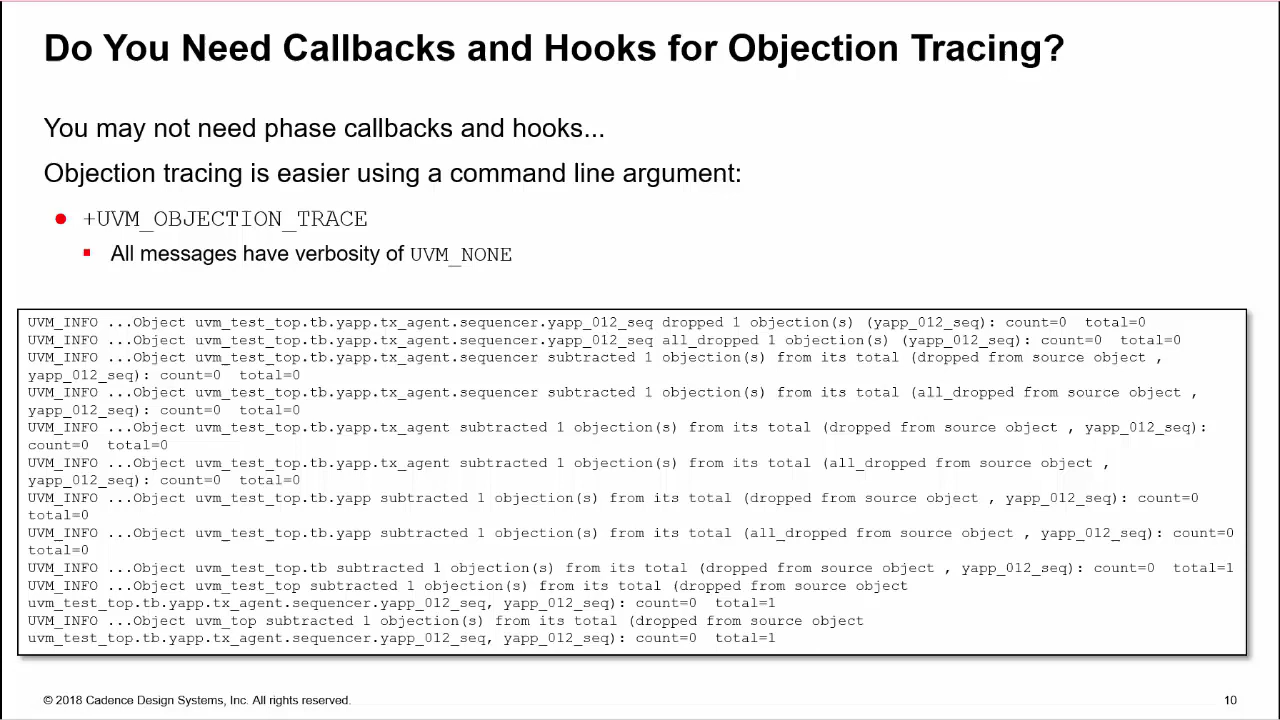 Do You Need Callbacks and Hooks for Objection Tracing?
You may not need phase callbacks and hooks...
Objection tracing is easier using a command line argument:
+UVM_OBJECTION_TRACE
All messages have verbosity of UVM_NONE
UVM_INFO ...Object uvm_test_top.tb.yapp.tx_agent.sequencer.yapp_012_seq dropped 1 objection(s) (yapp_012_seq): count=0  total=0
UVM_INFO ...Object uvm_test_top.tb.yapp.tx_agent.sequencer.yapp_012_seq all_dropped 1 objection(s) (yapp_012_seq): count=0  total=0
UVM_INFO ...Object uvm_test_top.tb.yapp.tx_agent.sequencer subtracted 1 objection(s) from its total (dropped from source object ,
yapp_012_seq): count=0  total=0
UVM_INFO ...Object uvm_test_top.tb.yapp.tx_agent.sequencer subtracted 1 objection(s) from its total (all_dropped from source object ,
yapp_012_seq): count=0  total=0
UVM_INFO ...Object uvm_test_top.tb.yapp.tx_agent subtracted 1 objection(s) from its total (dropped from source object , yapp_012_seq):
count=0  total=0
UVM_INFO ...Object uvm_test_top.tb.yapp.tx_agent subtracted 1 objection(s) from its total (all_dropped from source object ,
yapp_012_seq): count=0  total=0
UVM_INFO ...Object uvm_test_top.tb.yapp subtracted 1 objection(s) from its total (dropped from source object , yapp_012_seq): count=0
total=0
UVM_INFO ...Object uvm_test_top.tb.yapp subtracted 1 objection(s) from its total (all_dropped from source object , yapp_012_seq): count=0
total=0
UVM_INFO ...Object uvm_test_top.tb subtracted 1 objection(s) from its total (dropped from source object , yapp_012_seq): count=0  total=1
UVM_INFO ...Object uvm_test_top subtracted 1 objection(s) from its total (dropped from source object
uvm_test_top.tb.yapp.tx_agent.sequencer.yapp_012_seq, yapp_012_seq): count=0  total=1
UVM_INFO ...Object uvm_top subtracted 1 objection(s) from its total (dropped from source object
uvm_test_top.tb.yapp.tx_agent.sequencer.yapp_012_seq, yapp_012_seq): count=0  total=1
© 2018 Cadence Design Systems, Inc. All rights reserved.
10